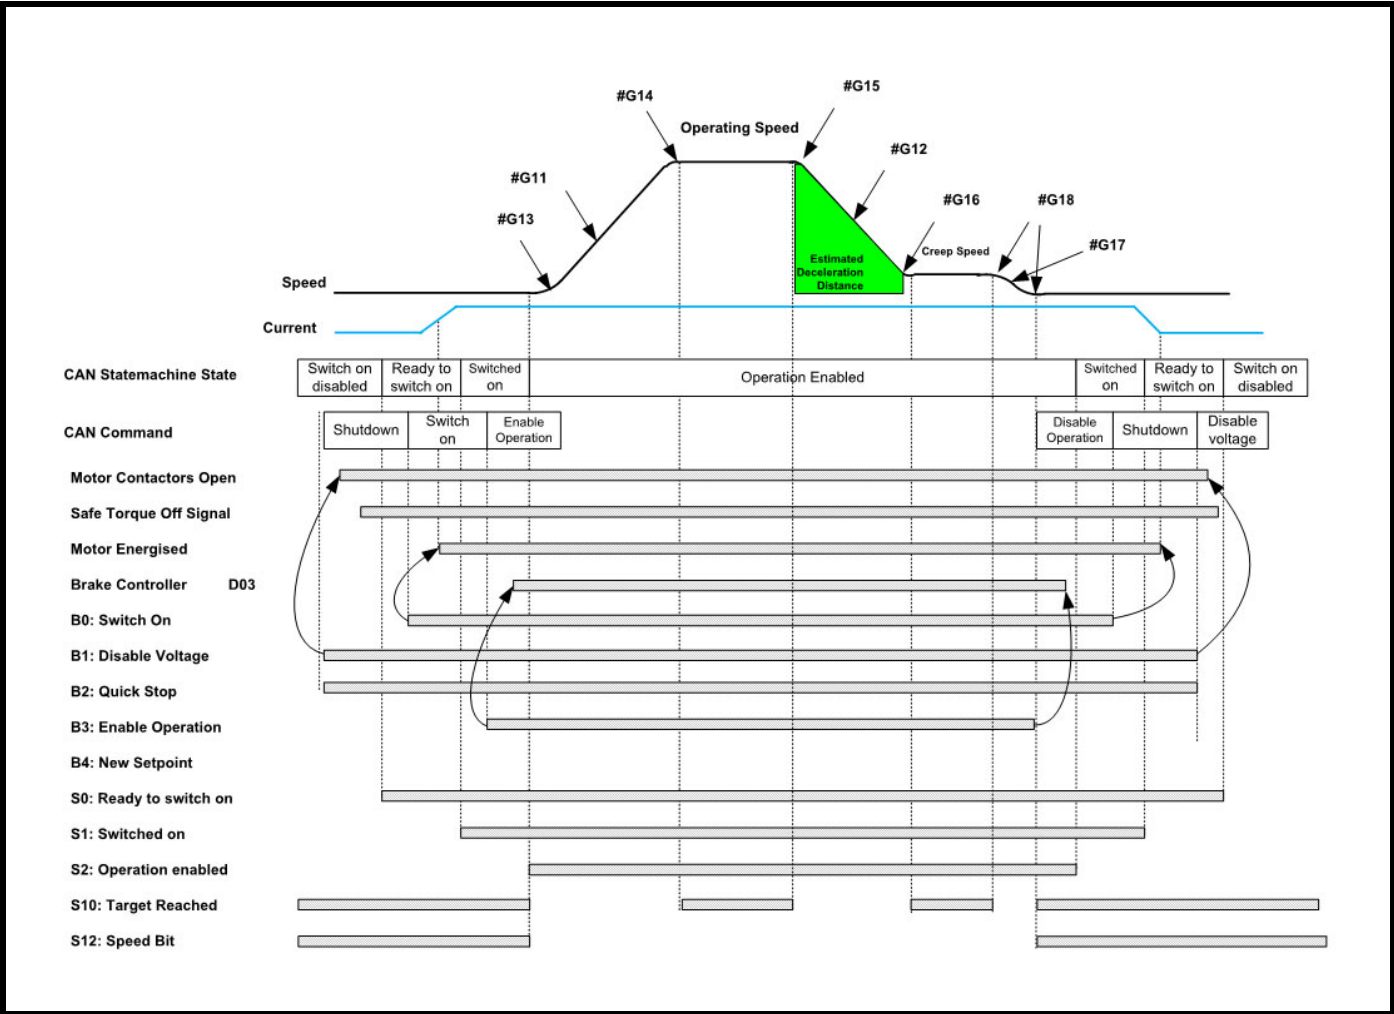 #G15
#G14
Operating Speed
#G12
#G11
#G16
#G18
#G13
#G17
Creep Speed
Estimated
Deceleration
Distance
Speed
Current
CAN Statemachine State
Switch on
disabled
Ready to
switch on
Switched
on
Operation Enabled
Switched
on
Ready to
switch on
Switch on
disabled
CAN Command
Shutdown
Switch
on
Enable
Operation
Disable
Operation
Shutdown
Disable
voltage
Motor Contactors Open
Safe Torque Off Signal
Motor Energised
Brake Controller D03
B0: Switch On
B1: Disable Voltage
B2: Quick Stop
B3: Enable Operation
B4: New Setpoint
S0: Ready to switch on
S1: Switched on
S2: Operation enabled
S10: Target Reached
S12: Speed Bit